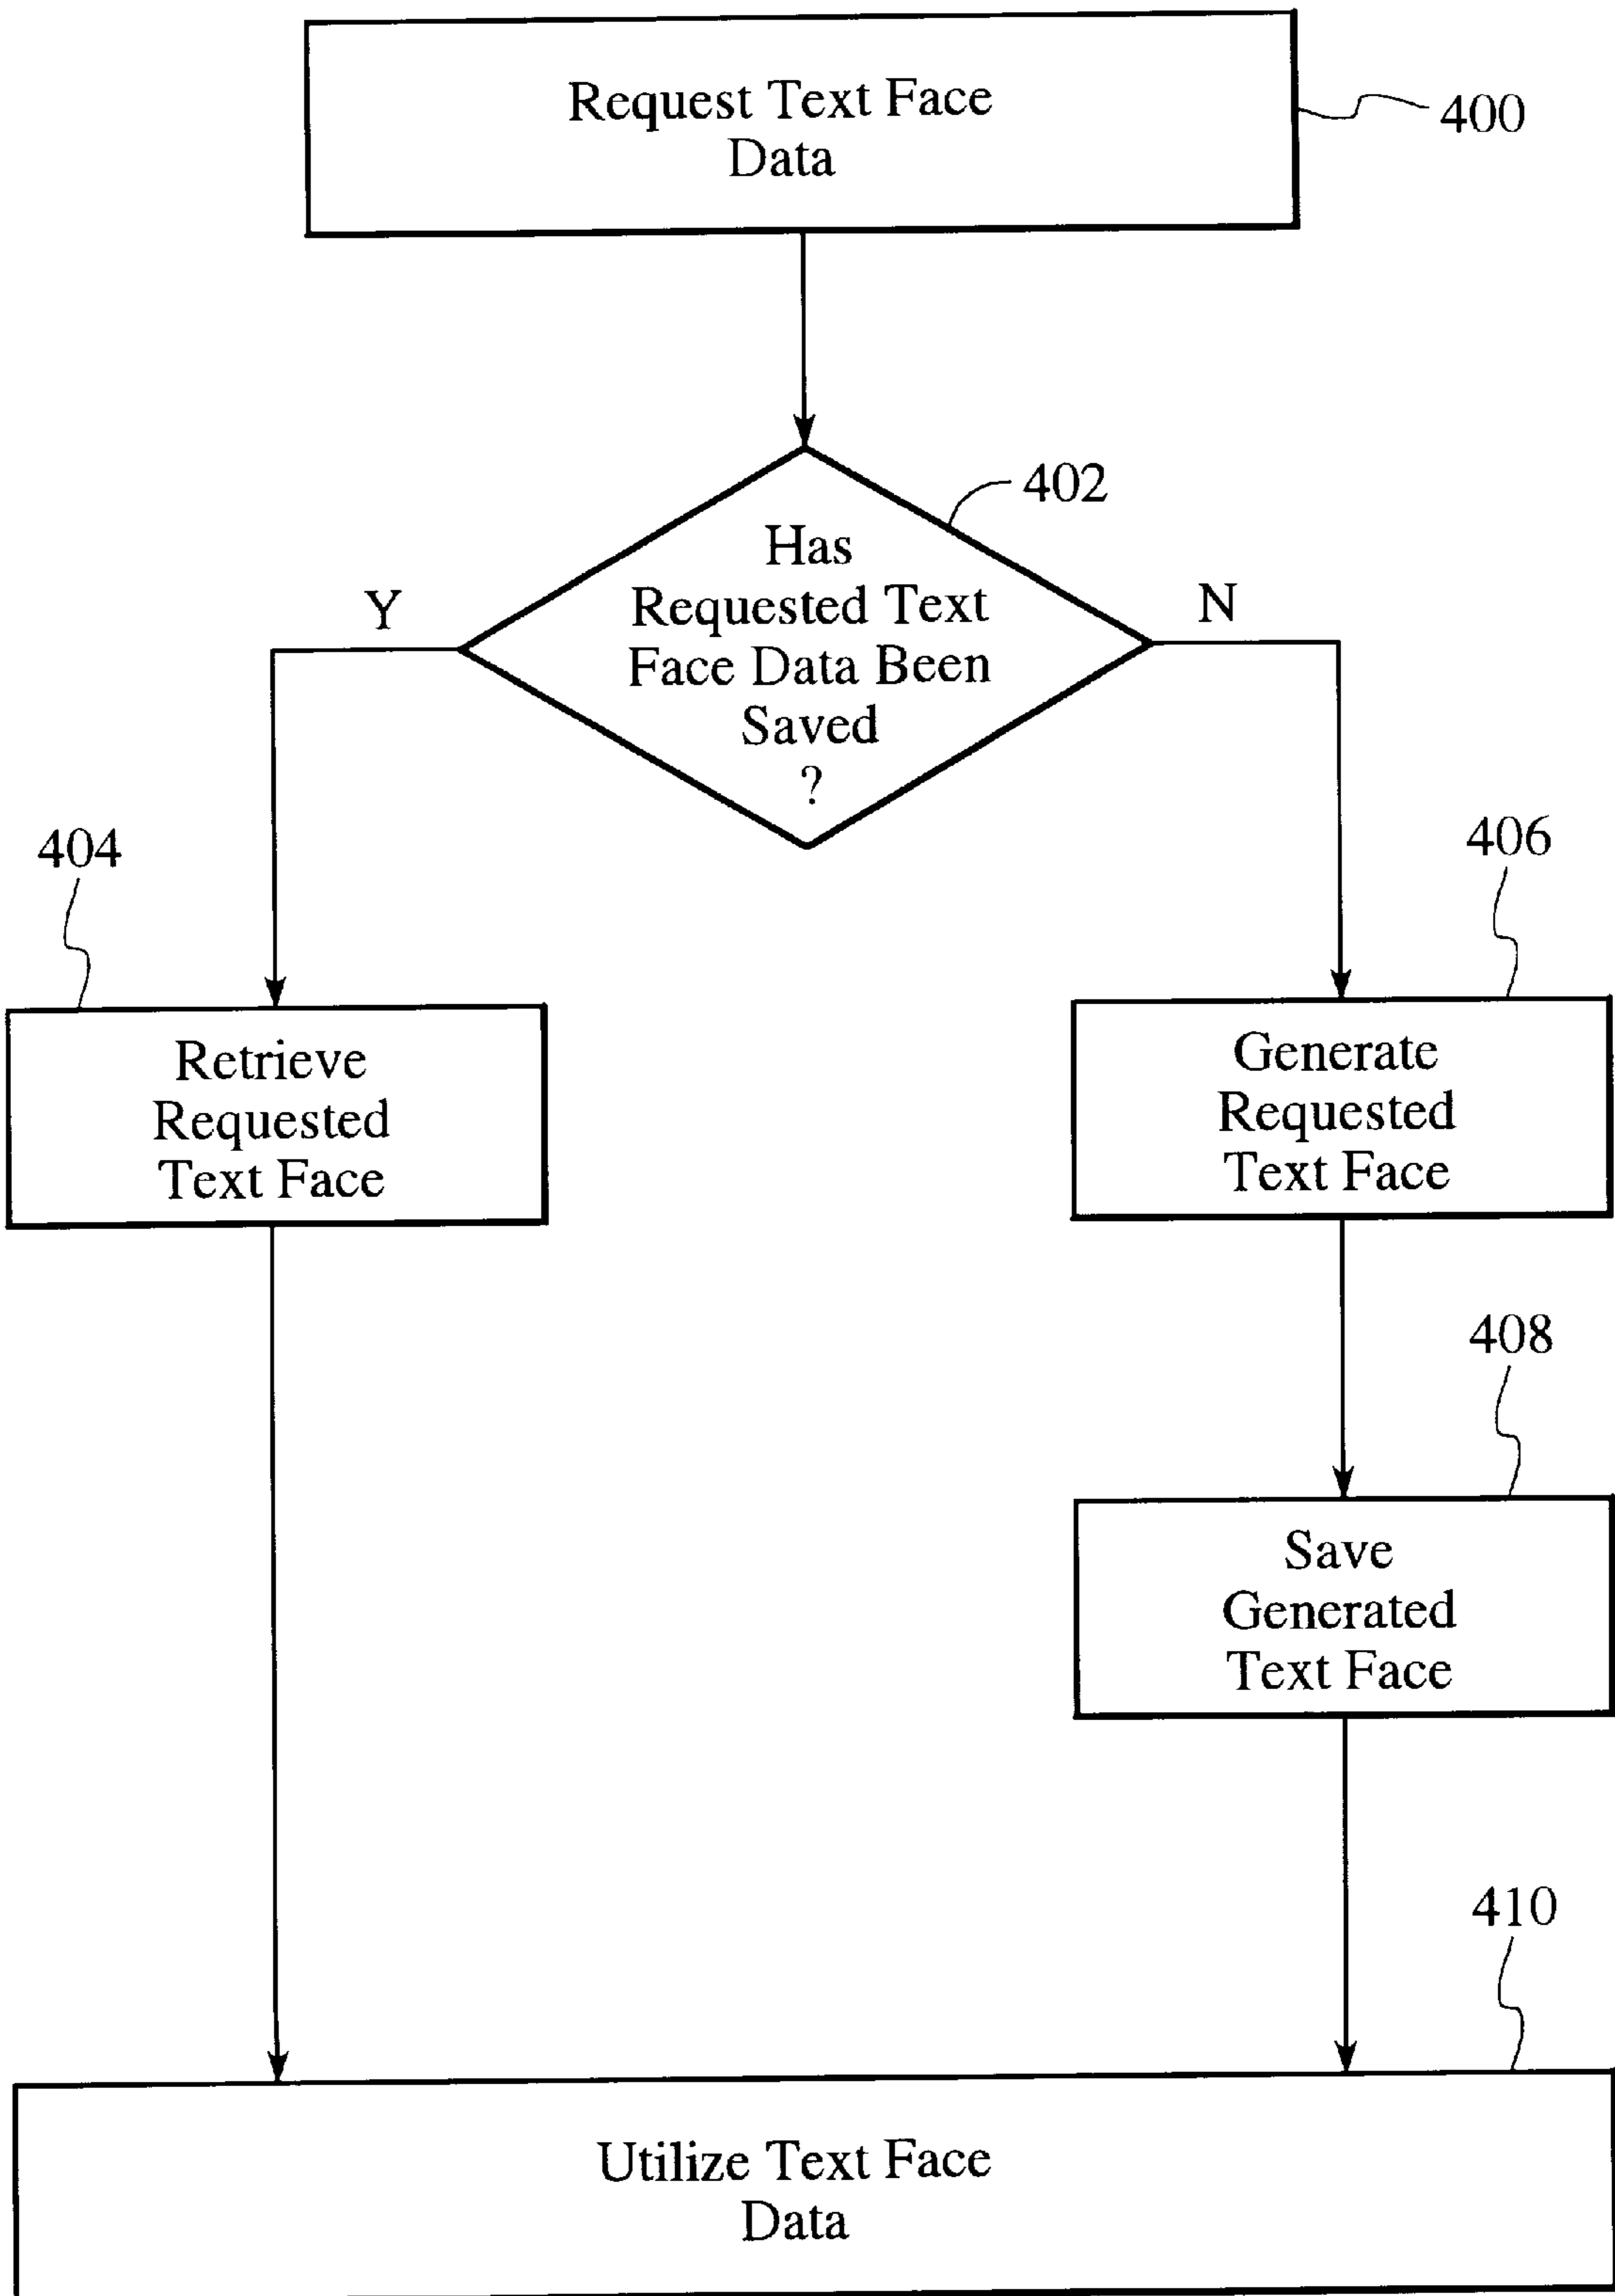 Request Text Face
Data
400
402
Has
Requested Text
Face Data Been
Saved
?
Y
N
404
406
Retrieve
Requested
Text Face
Generate
Requested
Text Face
408
Save
Generated
Text Face
410
Utilize Text Face
Data